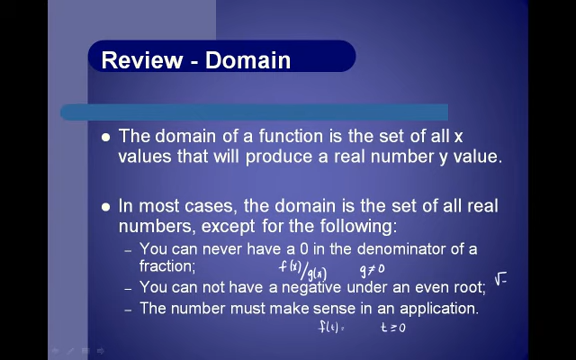 Review - Domain
The domain of a function is the set of all x
values that will produce a real number y value.
In most cases, the domain is the set of all real
numbers, except for the following:
– You can never have a 0 in the denominator of a
fraction; f(x)/g(x) g≠0
– You can not have a negative under an even root; √-
– The number must make sense in an application.
f(t)= t≥0